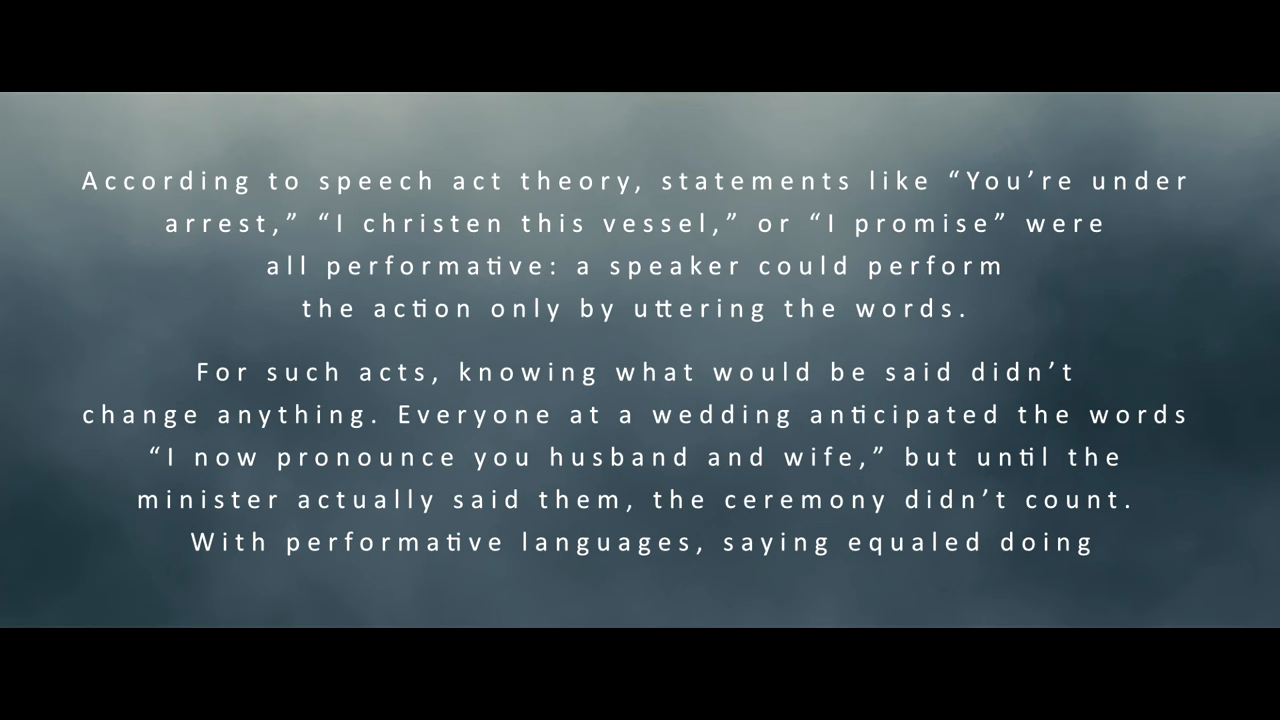 According to speech act theory, statements like “You’re under
arrest,” “I christen this vessel,” or “I promise” were
all performative: a speaker could perform
the action only by uttering the words.
For such acts, knowing what would be said didn’t
change anything. Everyone at a wedding anticipated the words
“I now pronounce you husband and wife,” but until the
minister actually said them, the ceremony didn’t count.
With performative languages, saying equaled doing